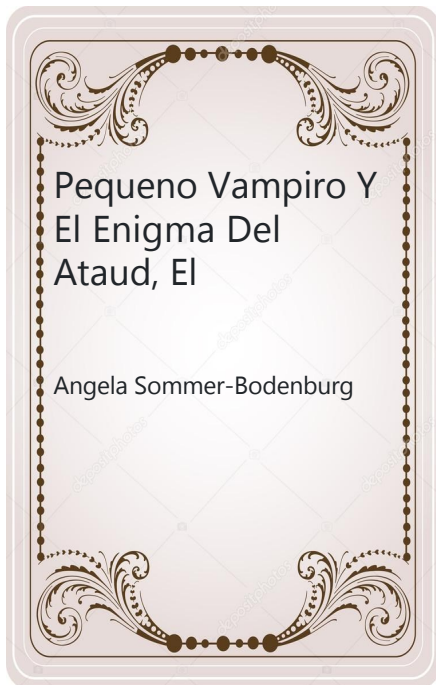 Pequeno Vampiro Y
El Enigma Del
Ataud, El
Angela Sommer-Bodenburg